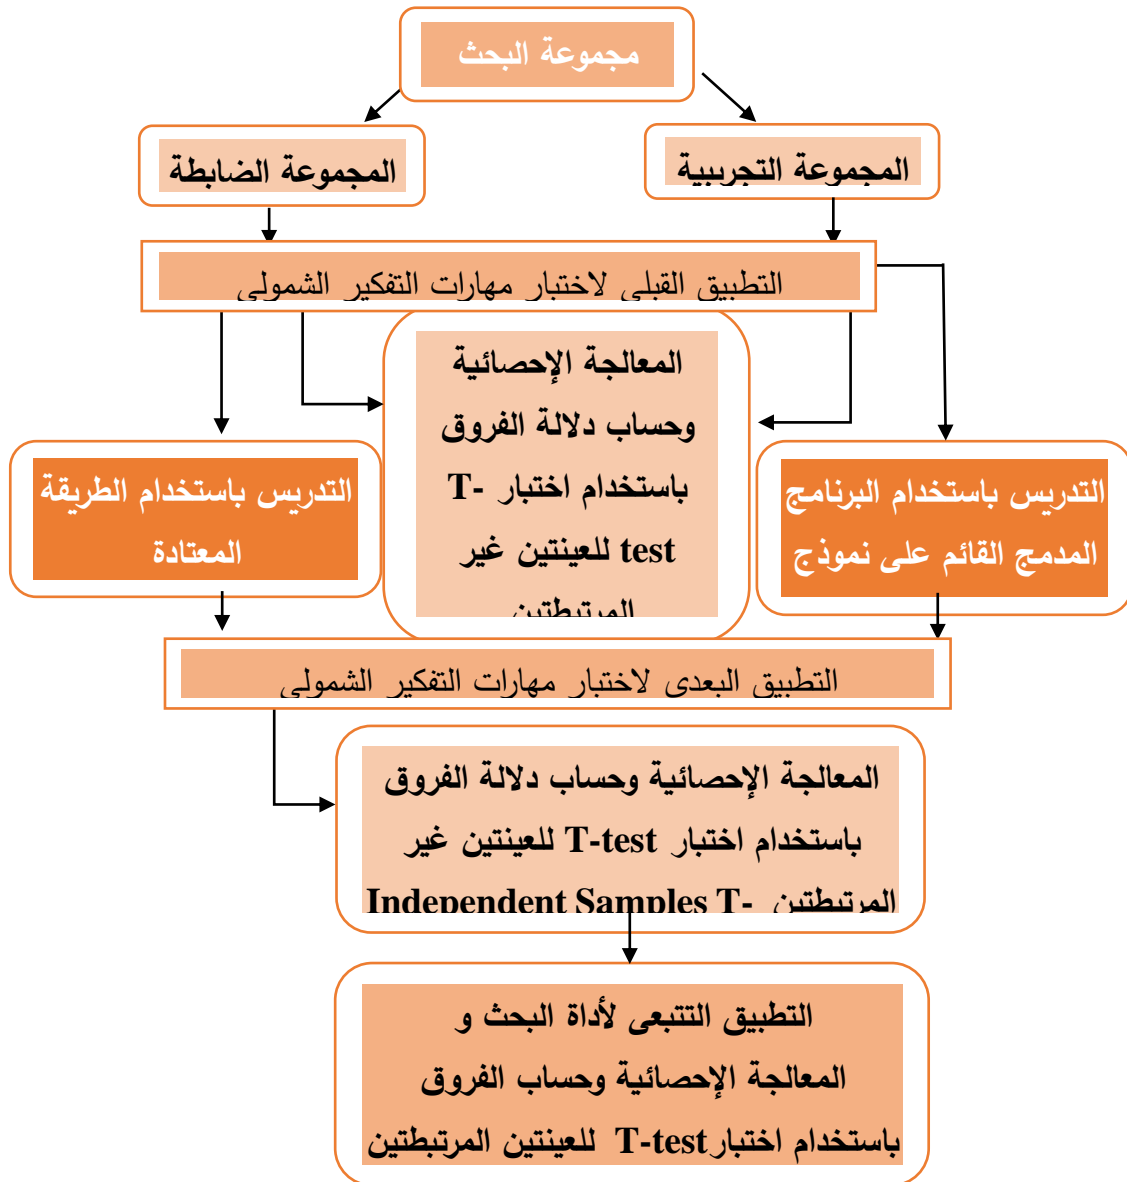 مجموعة البحث
المجموعة التجريبية
المجموعة الضابطة
التطبيق القبلى لاختبار مهارات التفكير الشمولى
المعالجة الإحصائية
وحساب دلالة الفروق
باستخدام اختبار T-
test للعينتين غير
المرتبطتين
التدريس باستخدام البرنامج
المدمج القائم على نموذج
التدريس باستخدام الطريقة
المعتادة
التطبيق البعدى لاختبار مهارات التفكير الشمولى
المعالجة الإحصائية وحساب دلالة الفروق
باستخدام اختبار T-test للعينتين غير
المرتبطتين Independent Samples T-
التطبيق التتبعى لأداة البحث و
المعالجة الإحصائية وحساب الفروق
باستخدام اختبارT-test للعينتين المرتبطتين